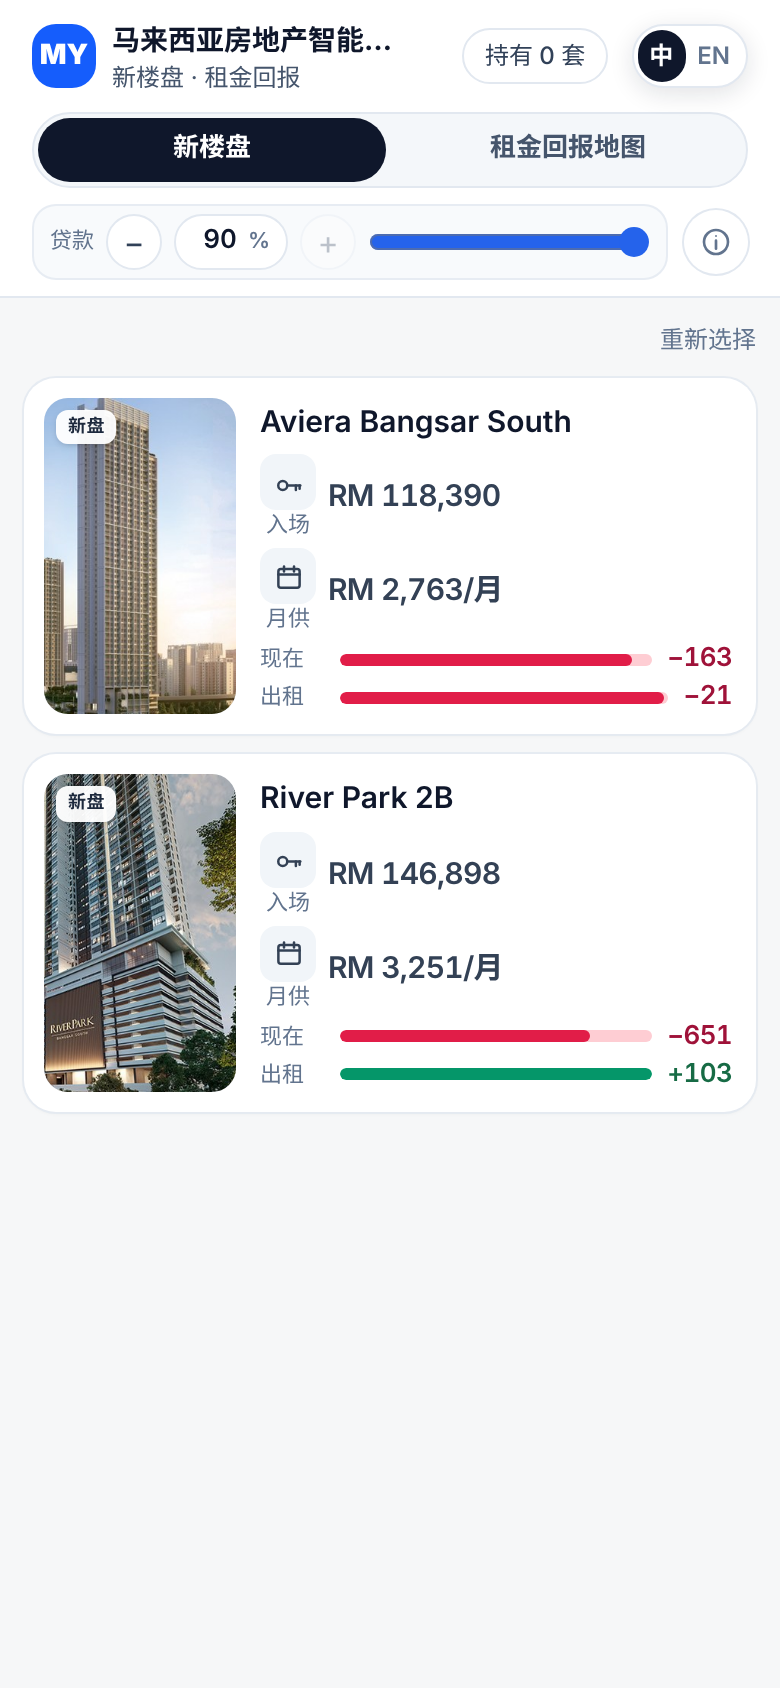 MY
马来西亚房地产智能...
新楼盘 · 租金回报
持有 0 套
中 EN
新楼盘
租金回报地图
贷款 − 90 % +
重新选择
新盘
Aviera Bangsar South
入场
RM 118,390
月供
RM 2,763/月
现在 −163
出租 −21
新盘
RIVERPARK
BANGSAR SOUTH
River Park 2B
入场
RM 146,898
月供
RM 3,251/月
现在 −651
出租 +103